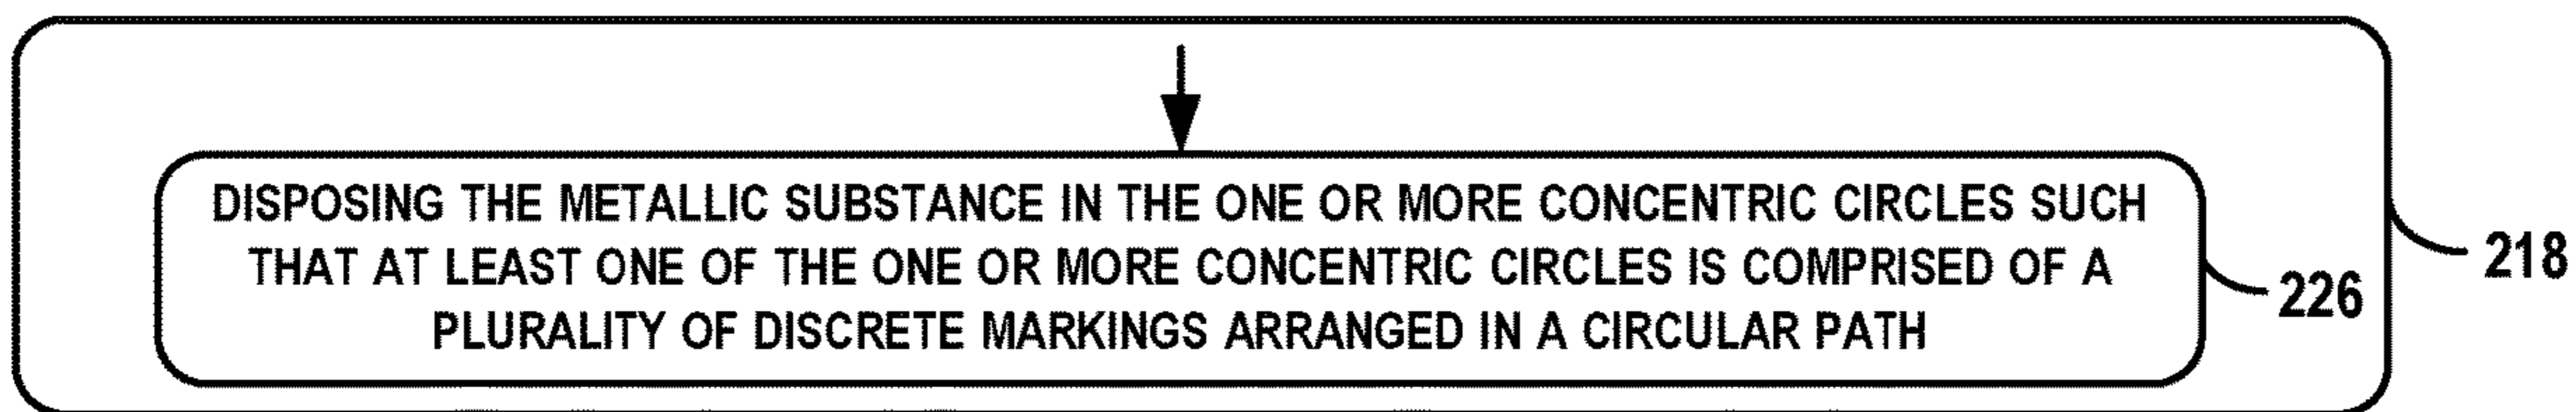 DISPOSING THE METALLIC SUBSTANCE IN THE ONE OR MORE CONCENTRIC CIRCLES SUCH
THAT AT LEAST ONE OF THE ONE OR MORE CONCENTRIC CIRCLES IS COMPRISED OF A
PLURALITY OF DISCRETE MARKINGS ARRANGED IN A CIRCULAR PATH
226
218